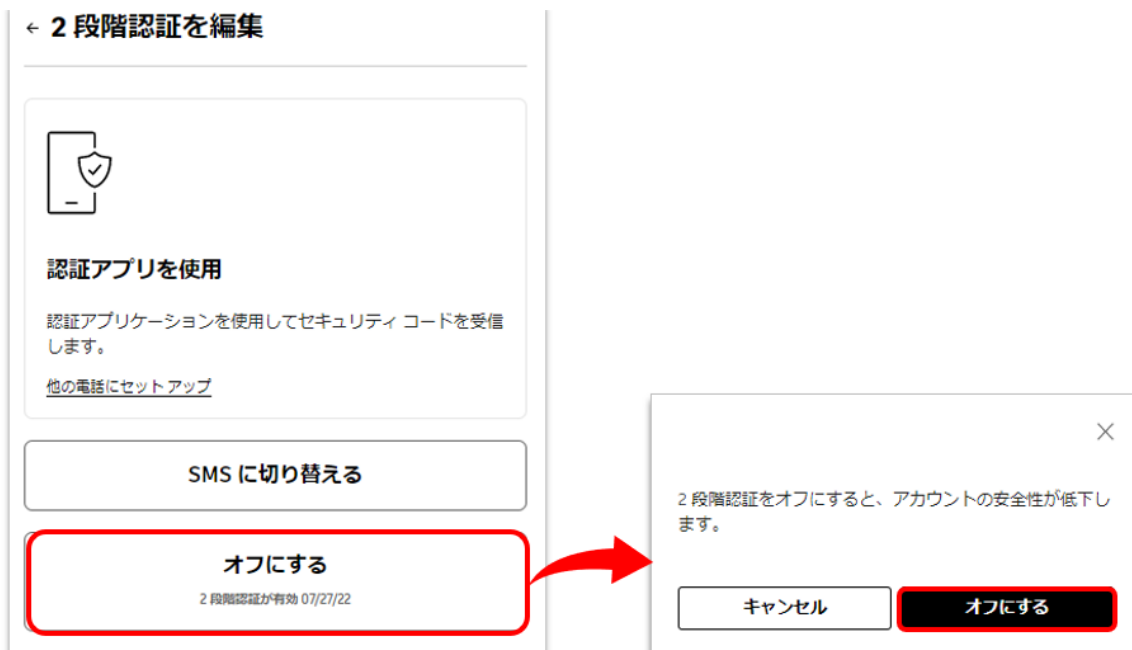 ← 2 段階認証を編集
認証アプリを使用
認証アプリケーションを使用してセキュリティ コードを受信
します。
他の電話にセット アップ
SMS に切り替える
オフにする
2 段階認証が有効 07/27/22
2 段階認証をオフにすると、アカウントの安全性が低下し
ます。
キャンセル
オフにする